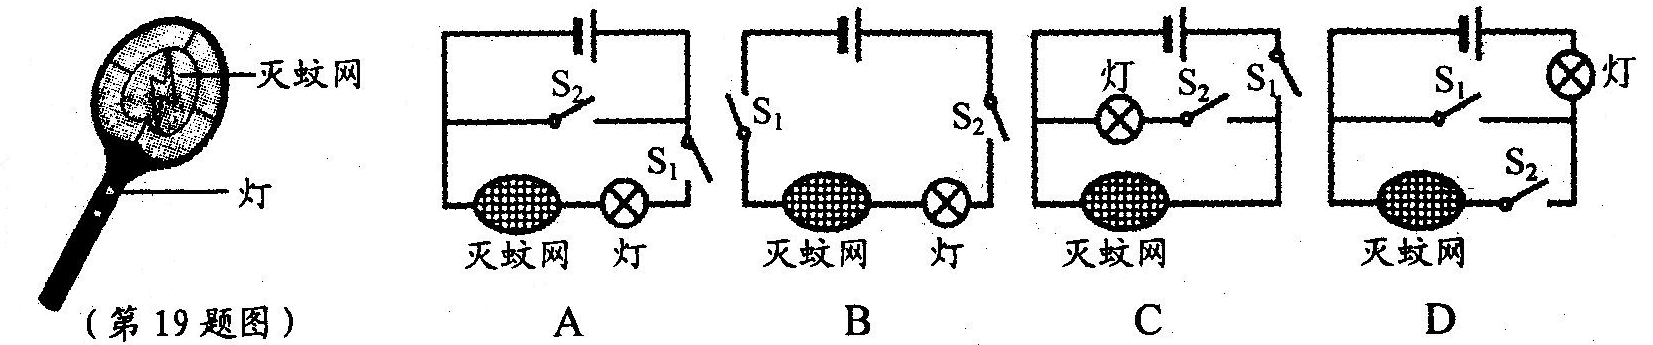 灭蚊网
灯
(第19题图)
S₂
S₁
灭蚊网 灯
A
S₁
S₂
灭蚊网 灯
B
灯 S₂ S₁
灭蚊网
C
灯
S₁
S₂
灭蚊网
D